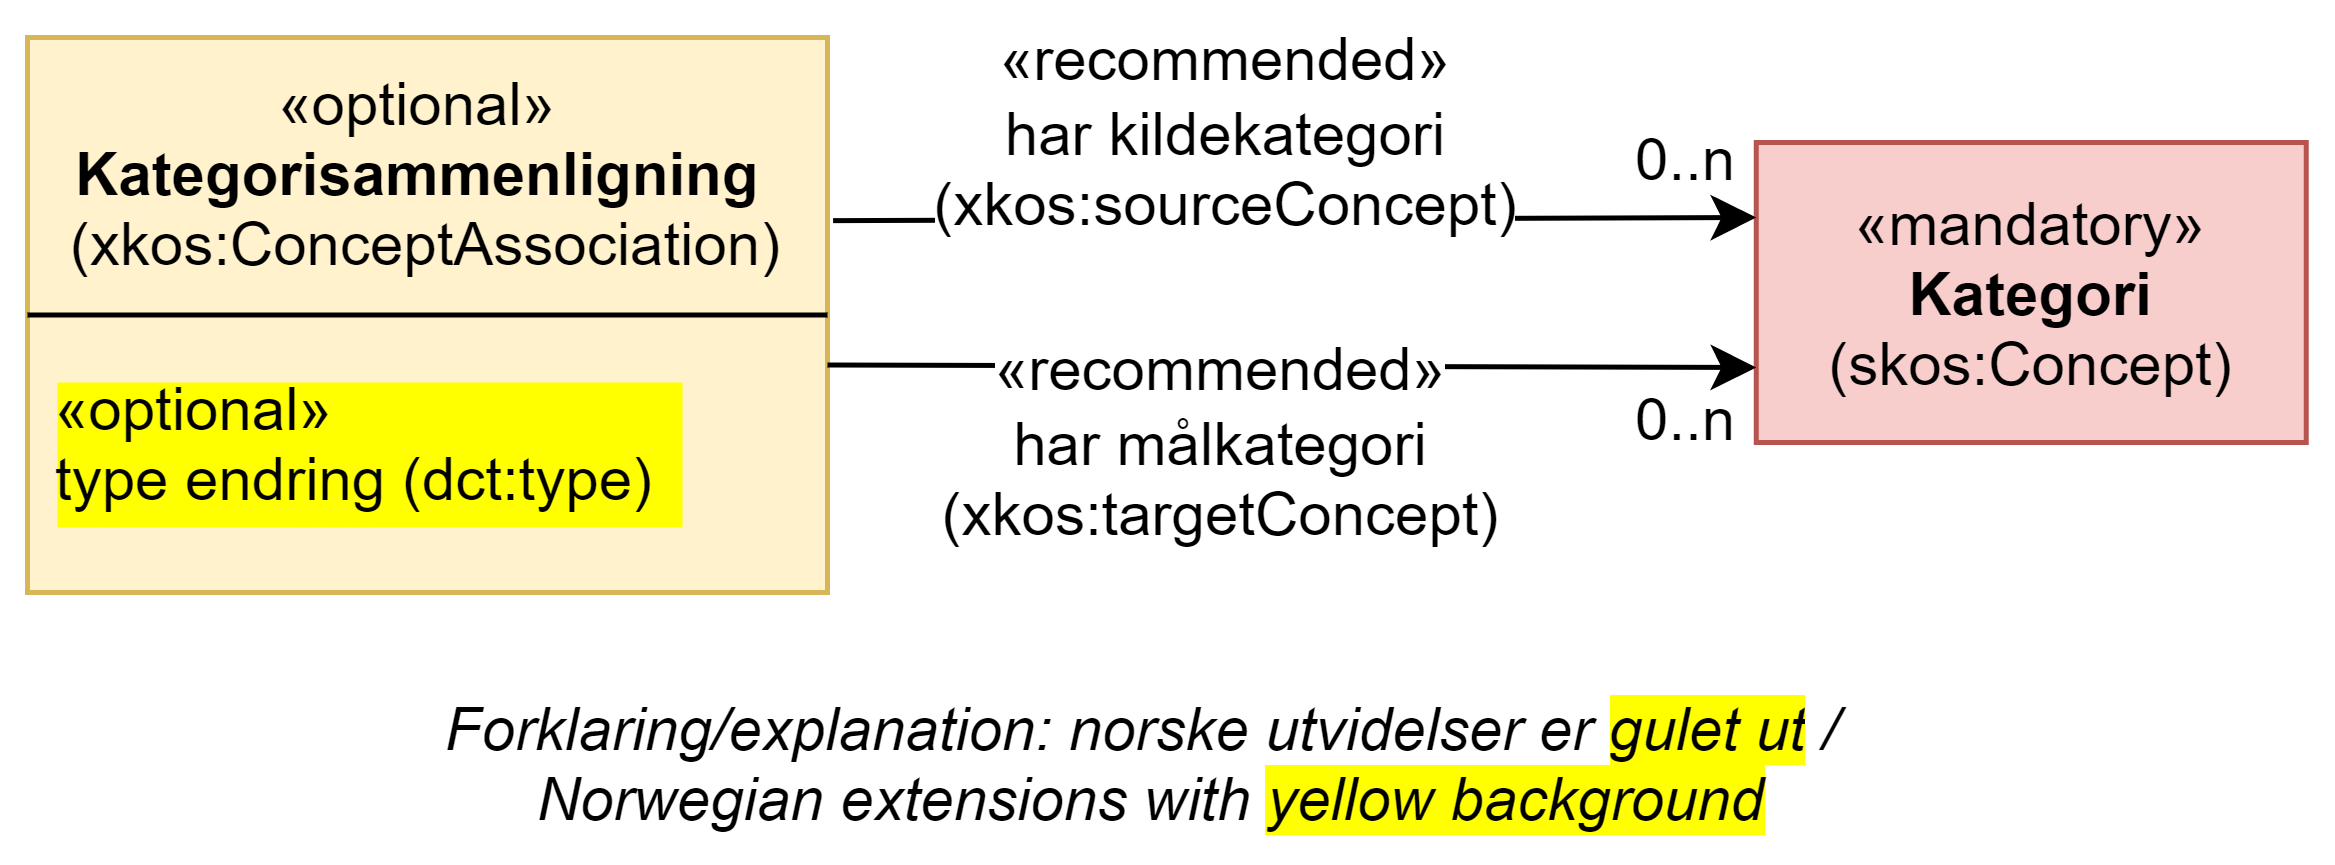 «optional»
Kategorisammenligning
(xkos:ConceptAssociation)
«optional»
type endring (dct:type)
«recommended»
har kildekategori
(xkos:sourceConcept)
0..n
«recommended»
har målkategori
(xkos:targetConcept)
0..n
«mandatory»
Kategori
(skos:Concept)
Forklaring/explanation: norske utvidelser er gulet ut /
Norwegian extensions with yellow background